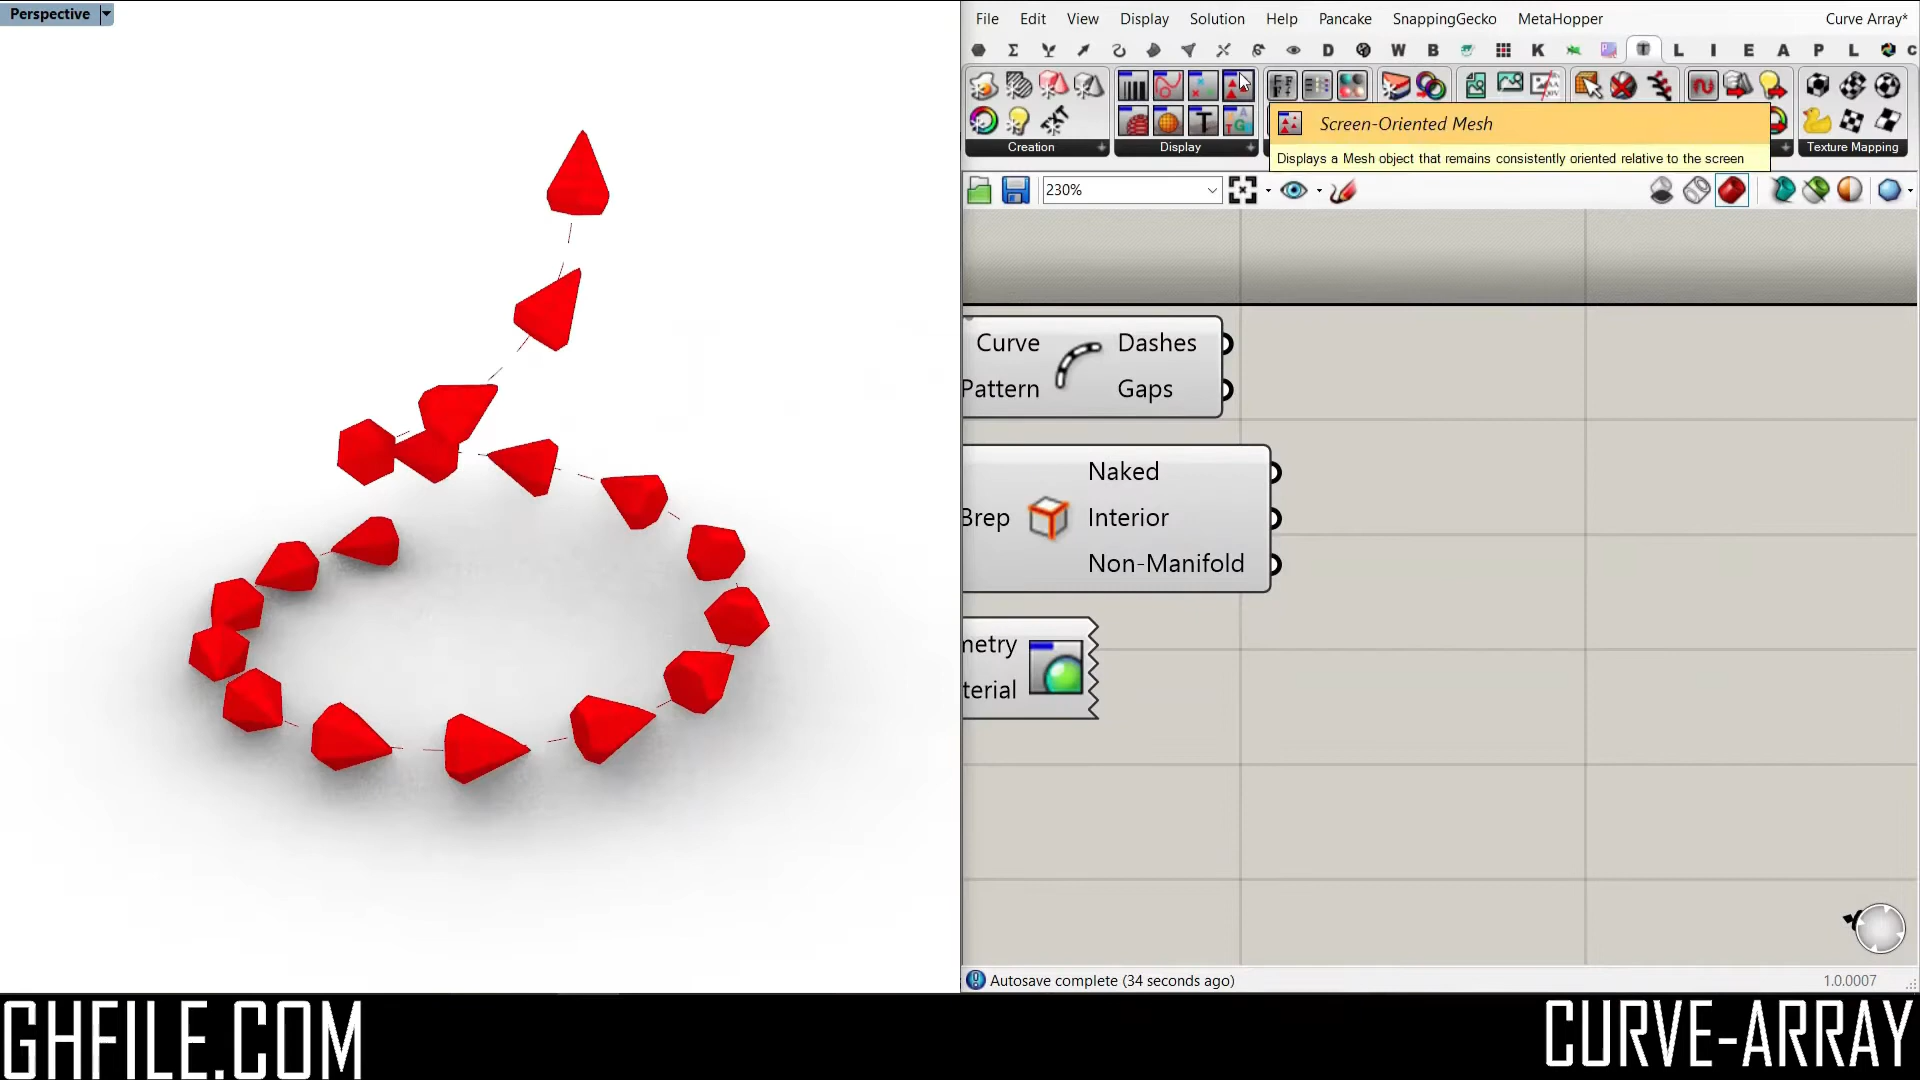 Perspective
File Edit View Display Solution Help Pancake SnappingGecko MetaHopper Curve Array*
Σ D W B K T L I E A P L
Creation Display Texture Mapping
Screen-Oriented Mesh
Displays a Mesh object that remains consistently oriented relative to the screen
230%
Curve Dashes
Pattern Gaps
Naked
Brep Interior
Non-Manifold
metry
terial
Autosave complete (34 seconds ago) 1.0.0007
GHFILE.COM CURVE-ARRAY